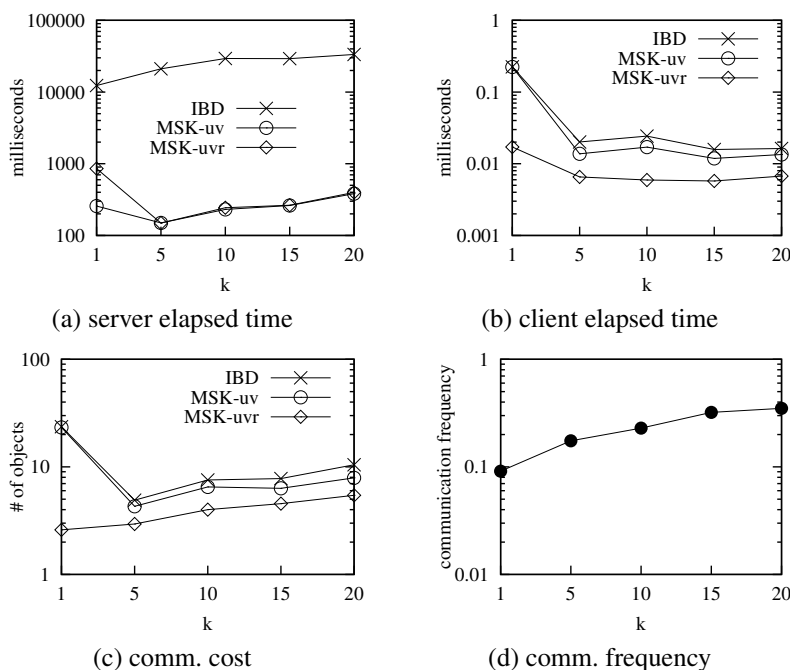 100000
10000
1000
100
milliseconds
IBD
MSK-uv
MSK-uvr
1 5 10 15 20
k
(a) server elapsed time
1
0.1
0.01
0.001
milliseconds
IBD
MSK-uv
MSK-uvr
1 5 10 15 20
k
(b) client elapsed time
100
10
1
# of objects
IBD
MSK-uv
MSK-uvr
1 5 10 15 20
k
(c) comm. cost
1
0.1
0.01
communication frequency
1 5 10 15 20
k
(d) comm. frequency